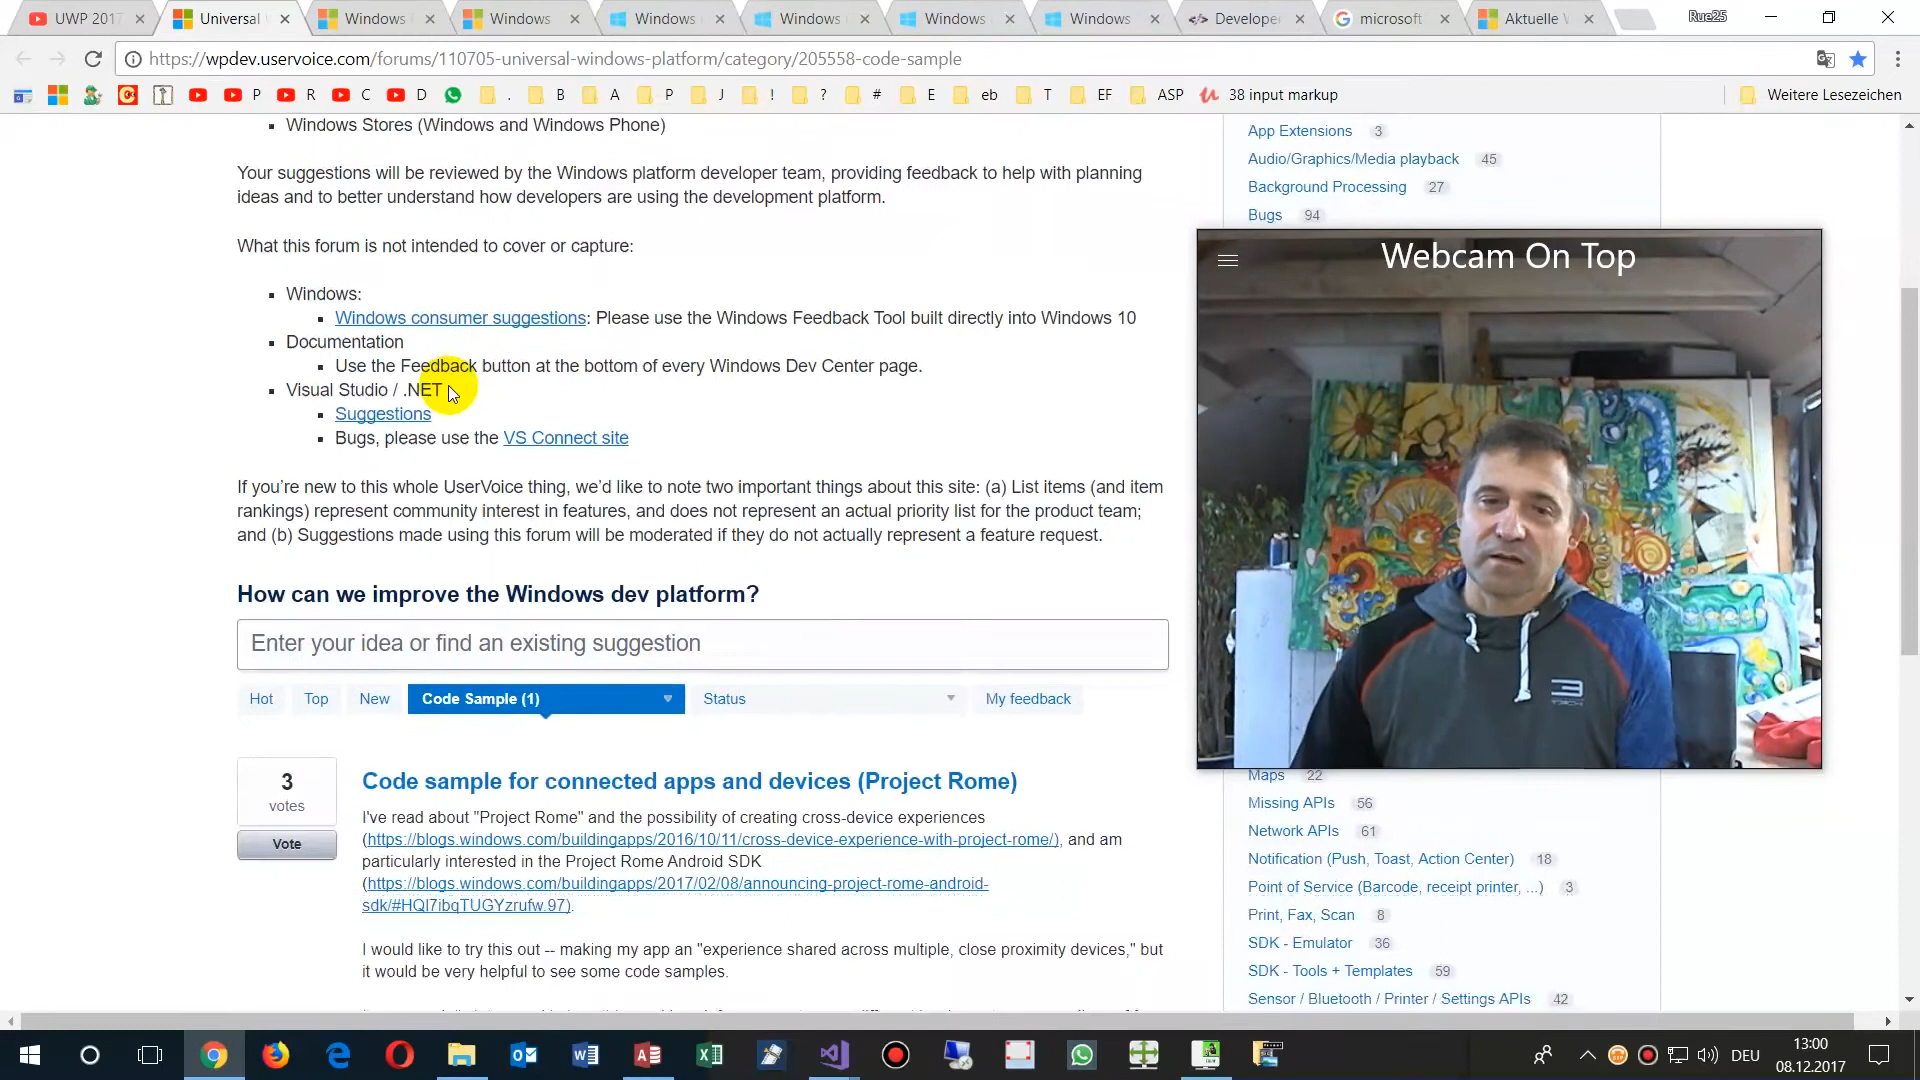 UWP 2017
Universal
Windows
Windows
Windows
Windows
Windows
Windows
Develope
microsoft
Aktuelle V
Rue25
https://wpdev.uservoice.com/forums/110705-universal-windows-platform/category/205558-code-sample
P R C D . B A P J ! ? # E eb T EF ASP 38 input markup Weitere Lesezeichen
Windows Stores (Windows and Windows Phone)
Your suggestions will be reviewed by the Windows platform developer team, providing feedback to help with planning
ideas and to better understand how developers are using the development platform.
What this forum is not intended to cover or capture:
Windows:
Windows consumer suggestions: Please use the Windows Feedback Tool built directly into Windows 10
Documentation
Use the Feedback button at the bottom of every Windows Dev Center page.
Visual Studio / .NET
Suggestions
Bugs, please use the VS Connect site
If you’re new to this whole UserVoice thing, we’d like to note two important things about this site: (a) List items (and item
rankings) represent community interest in features, and does not represent an actual priority list for the product team;
and (b) Suggestions made using this forum will be moderated if they do not actually represent a feature request.
How can we improve the Windows dev platform?
Enter your idea or find an existing suggestion
Hot Top New Code Sample (1) Status My feedback
3
votes
Vote
Code sample for connected apps and devices (Project Rome)
I've read about "Project Rome" and the possibility of creating cross-device experiences
(https://blogs.windows.com/buildingapps/2016/10/11/cross-device-experience-with-project-rome/), and am
particularly interested in the Project Rome Android SDK
(https://blogs.windows.com/buildingapps/2017/02/08/announcing-project-rome-android-
sdk/#HQl7ibqTUGYzrufw.97).
I would like to try this out -- making my app an "experience shared across multiple, close proximity devices," but
it would be very helpful to see some code samples.
App Extensions 3
Audio/Graphics/Media playback 45
Background Processing 27
Bugs 94
Webcam On Top
Maps 22
Missing APIs 56
Network APIs 61
Notification (Push, Toast, Action Center) 18
Point of Service (Barcode, receipt printer, ...) 3
Print, Fax, Scan 8
SDK - Emulator 36
SDK - Tools + Templates 59
Sensor / Bluetooth / Printer / Settings APIs 42
DEU
13:00
08.12.2017